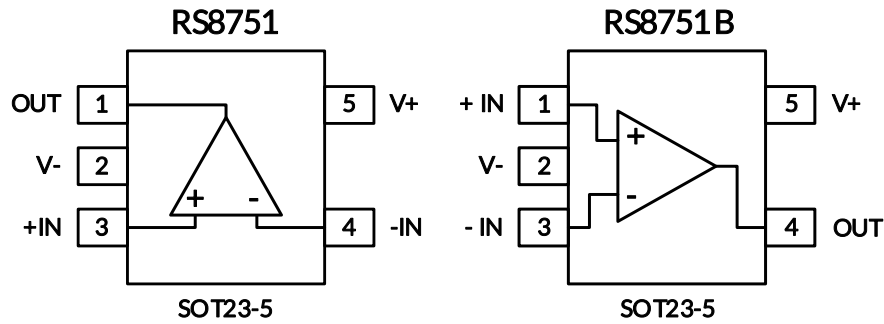 RS8751
OUT 1 5 V+
V- 2
+ -
+IN 3 4 -IN
SOT23-5
RS8751B
+ IN 1 5 V+
+
V- 2
-
- IN 3 4 OUT
SOT23-5